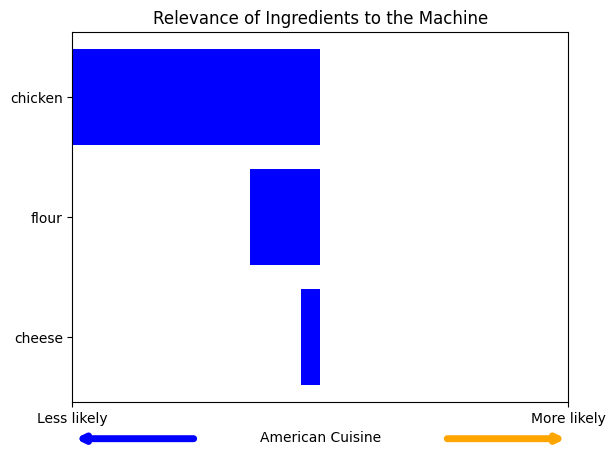 Relevance of Ingredients to the Machine
chicken
flour
cheese
Less likely
More likely
American Cuisine